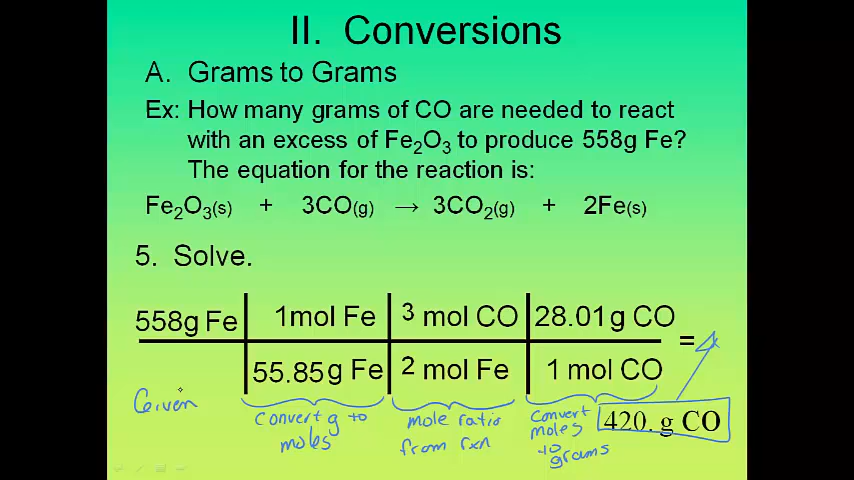 II. Conversions
A. Grams to Grams
Ex: How many grams of CO are needed to react
with an excess of Fe₂O₃ to produce 558g Fe?
The equation for the reaction is:
Fe₂O₃(s) + 3CO(g) → 3CO₂(g) + 2Fe(s)
5. Solve.
558g Fe 1mol Fe 3 mol CO 28.01g CO
=
55.85g Fe 2 mol Fe 1 mol CO
Given convert g to moles
mole ratio from rxn
convert moles to grams
420. g CO